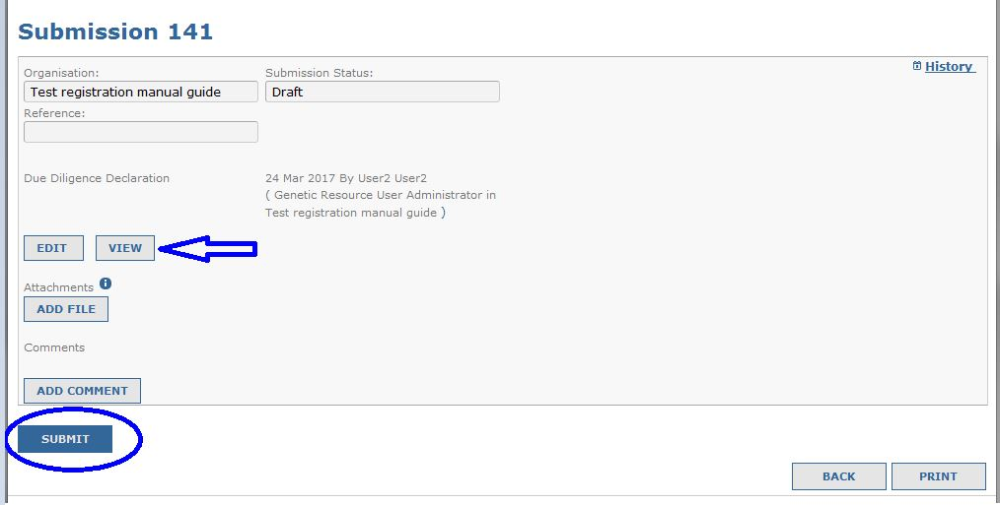 Submission 141
History
Organisation:
Submission Status:
Test registration manual guide
Draft
Reference:
Due Diligence Declaration
24 Mar 2017 By User2 User2
( Genetic Resource User Administrator in
Test registration manual guide )
EDIT
VIEW
Attachments
ADD FILE
Comments
ADD COMMENT
SUBMIT
BACK
PRINT